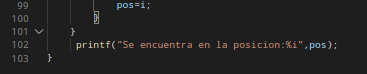 99 pos=i;
100 }
101 }
102 printf("Se encuentra en la posicion:%i",pos);
103 }